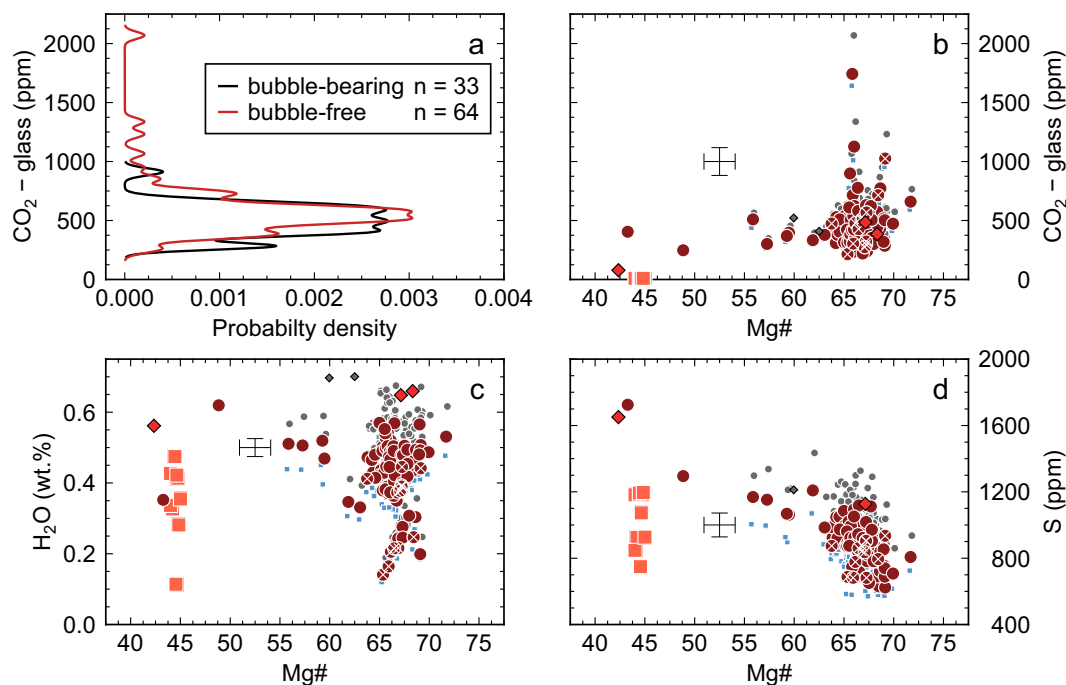 a
2000
1500
1000
500
0
CO2 – glass (ppm)
bubble-bearing n = 33
bubble-free n = 64
0.000 0.001 0.002 0.003 0.004
Probabilty density
b
2000
1500
1000
500
0
CO2 – glass (ppm)
40 45 50 55 60 65 70 75
Mg#
c
0.6
0.4
0.2
0.0
H2O (wt.%)
40 45 50 55 60 65 70 75
Mg#
d
2000
1600
1200
800
400
S (ppm)
40 45 50 55 60 65 70 75
Mg#